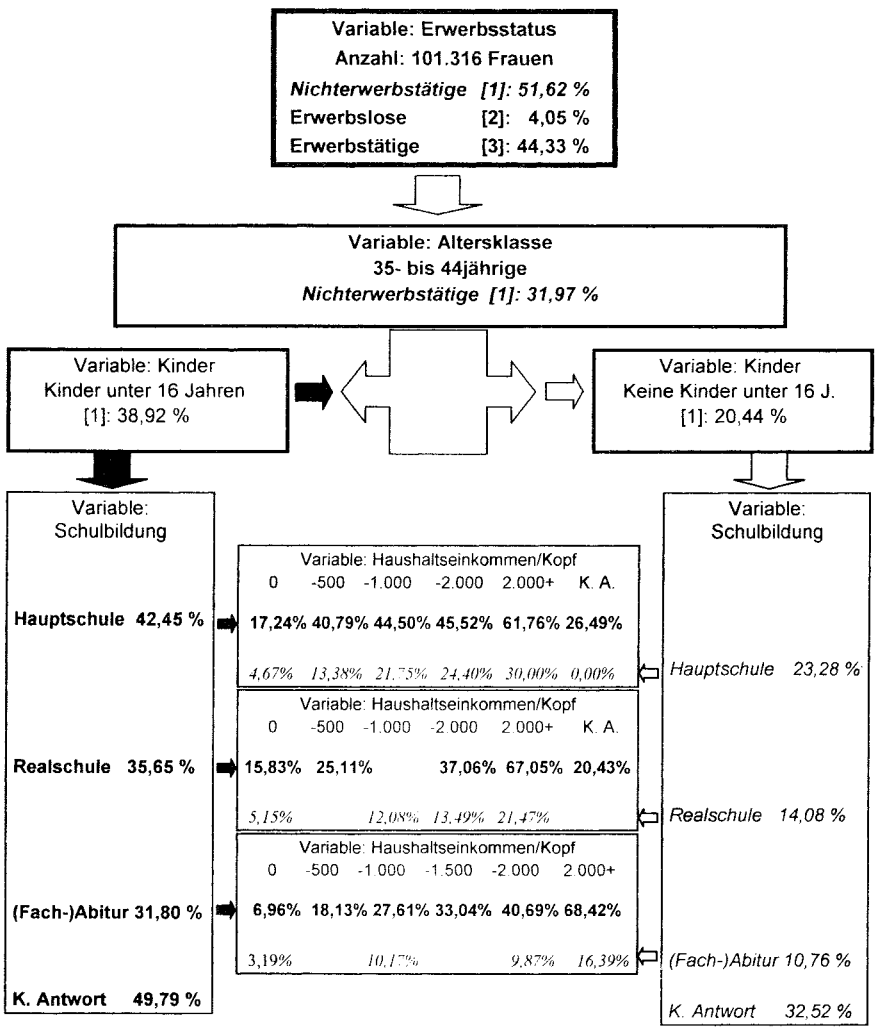 Variable: Erwerbsstatus
Anzahl: 101.316 Frauen
Nichterwerbstätige [1]: 51,62 %
Erwerbslose [2]: 4,05 %
Erwerbstätige [3]: 44,33 %
Variable: Altersklasse
35- bis 44jährige
Nichterwerbstätige [1]: 31,97 %
Variable: Kinder
Kinder unter 16 Jahren
[1]: 38,92 %
Variable: Kinder
Keine Kinder unter 16 J.
[1]: 20,44 %
Variable:
Schulbildung
Hauptschule 42,45 %
Realschule 35,65 %
(Fach-)Abitur 31,80 %
K. Antwort 49,79 %
Variable: Haushaltseinkommen/Kopf
0 -500 -1.000 -2.000 2.000+ K. A.
17,24% 40,79% 44,50% 45,52% 61,76% 26,49%
4,67% 13,38% 21,75% 24,40% 30,00% 0,00%
Variable: Haushaltseinkommen/Kopf
0 -500 -1.000 -2.000 2.000+ K. A.
15,83% 25,11% 37,06% 67,05% 20,43%
5,15% 12,08% 13,49% 21,47%
Variable: Haushaltseinkommen/Kopf
0 -500 -1.000 -1.500 -2.000 2.000+
6,96% 18,13% 27,61% 33,04% 40,69% 68,42%
3,19% 10,17% 9,87% 16,39%
Variable:
Schulbildung
Hauptschule 23,28 %
Realschule 14,08 %
(Fach-)Abitur 10,76 %
K. Antwort 32,52 %